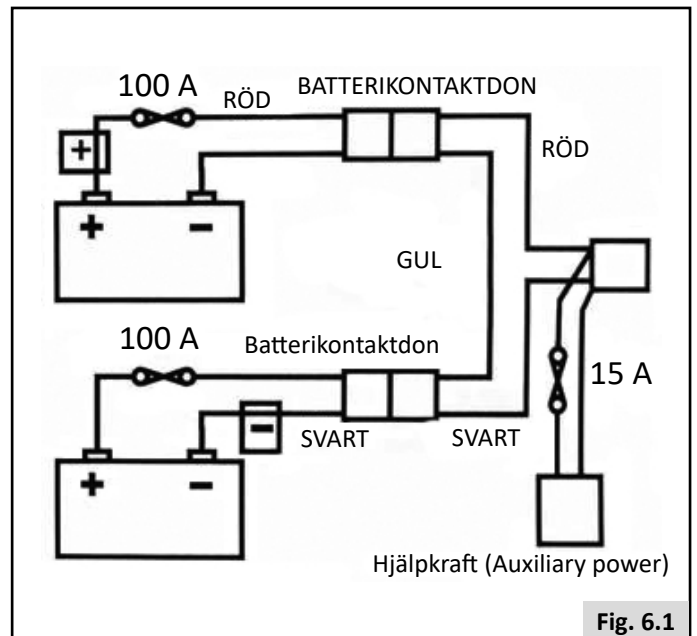 100 A
RÖD
BATTERIKONTAKTDON
RÖD
+
+ −
GUL
100 A
Batterikontaktdon
15 A
−
SVART
SVART
+ −
Hjälpkraft (Auxiliary power)
Fig. 6.1